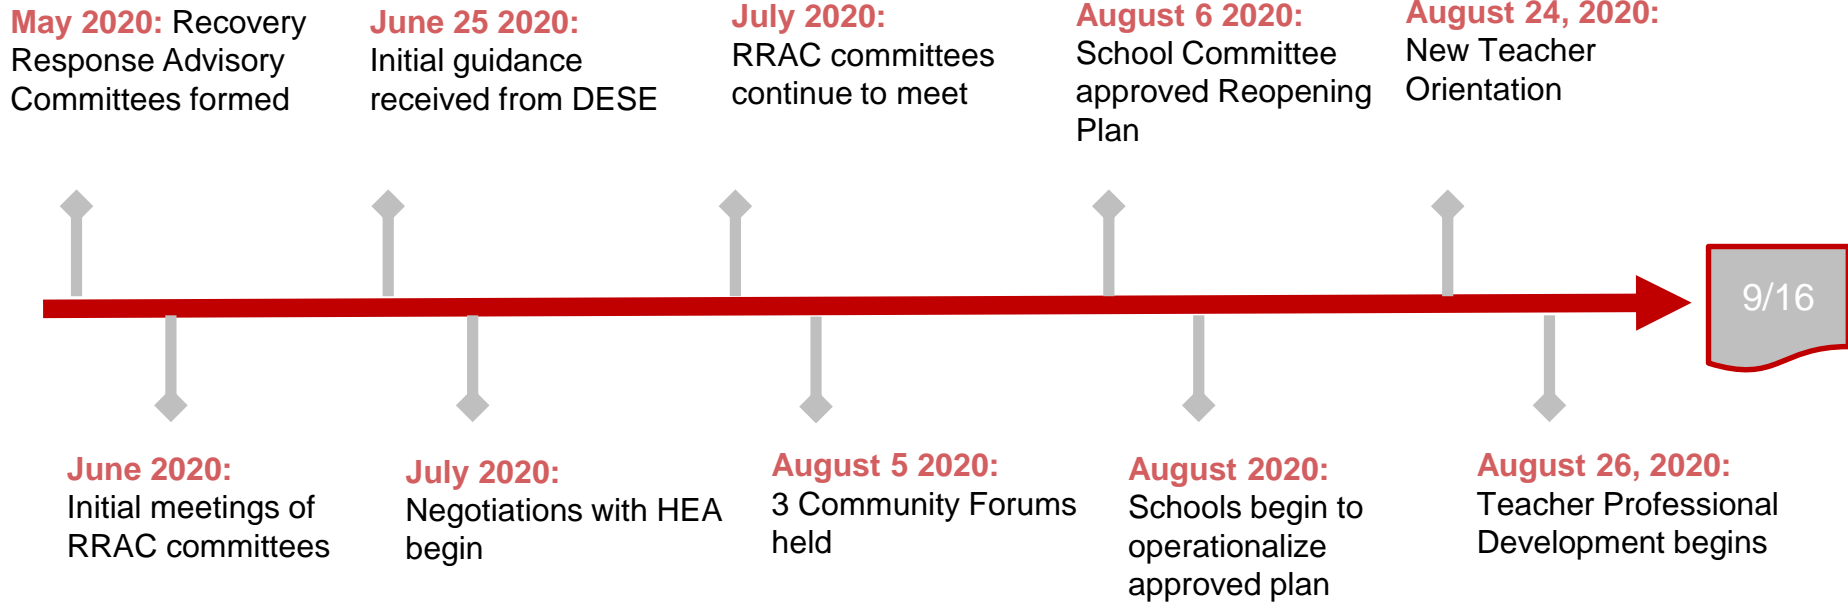 May 2020: Recovery
Response Advisory
Committees formed
June 25 2020:
Initial guidance
received from DESE
July 2020:
RRAC committees
continue to meet
August 6 2020:
School Committee
approved Reopening
Plan
August 24, 2020:
New Teacher
Orientation
9/16
June 2020:
Initial meetings of
RRAC committees
July 2020:
Negotiations with HEA
begin
August 5 2020:
3 Community Forums
held
August 2020:
Schools begin to
operationalize
approved plan
August 26, 2020:
Teacher Professional
Development begins